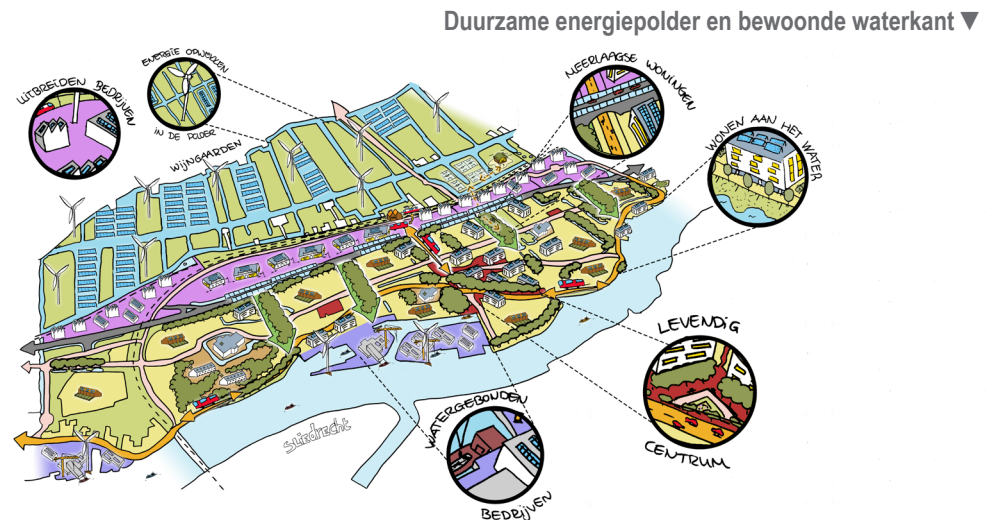 Duurzame energiepolder en bewoonde waterkant
ENERGIE OPWEKKEN
IN DE POLDER
UITBREIDEN BEDRIJVEN
MEERLAAGSE WONINGEN
WONEN AAN HET WATER
WIJNGAARDEN
LEVENDIG
CENTRUM
SLIEDRECHT
WATERGEBONDEN
BEDRIJVEN